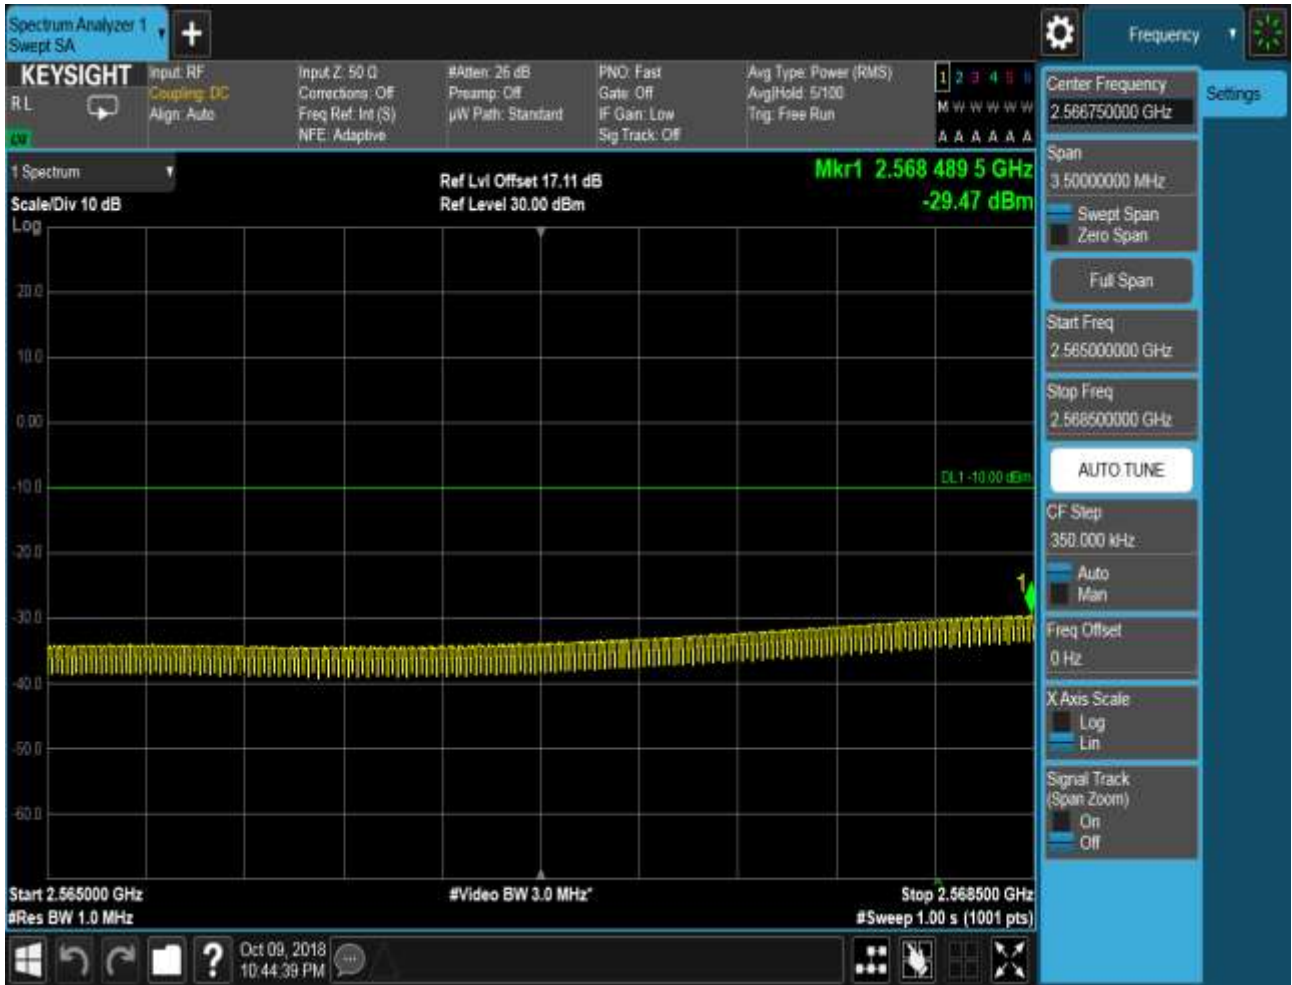 Spectrum Analyzer 1
Swept SA
+
Frequency
KEYSIGHT
RL
LW
Input: RF
Coupling: DC
Align: Auto
Input Z: 50 Ω
Corrections: Off
Freq Ref: Int (S)
NFE: Adaptive
#Atten: 26 dB
Preamp: Off
µW Path: Standard
PNO: Fast
Gate: Off
IF Gain: Low
Sig Track: Off
Avg Type: Power (RMS)
Avg|Hold: 5/100
Trig: Free Run
1 2 3 4 5 6
M W W W W W
A A A A A A
1 Spectrum
Scale/Div 10 dB
Log
Ref Lvl Offset 17.11 dB
Ref Level 30.00 dBm
Mkr1 2.568 489 5 GHz
-29.47 dBm
20.0
10.0
0.00
-10.0
-20.0
-30.0
-40.0
-50.0
-60.0
DL1 -10.00 dBm
1
Start 2.565000 GHz
#Res BW 1.0 MHz
#Video BW 3.0 MHz*
Stop 2.568500 GHz
#Sweep 1.00 s (1001 pts)
Center Frequency
2.566750000 GHz
Settings
Span
3.50000000 MHz
Swept Span
Zero Span
Full Span
Start Freq
2.565000000 GHz
Stop Freq
2.568500000 GHz
AUTO TUNE
CF Step
350.000 kHz
Auto
Man
Freq Offset
0 Hz
X Axis Scale
Log
Lin
Signal Track
(Span Zoom)
On
Off
?
Oct 09, 2018
10:44:39 PM